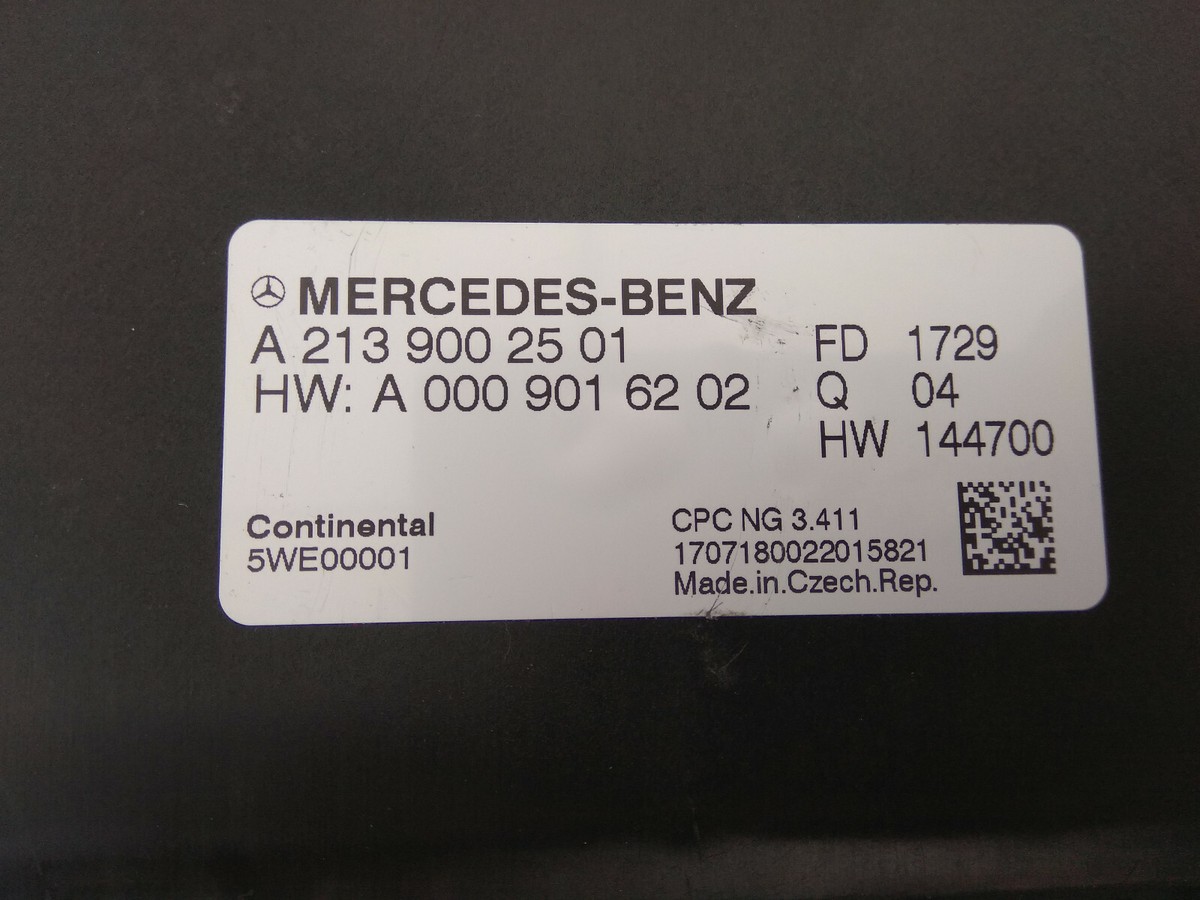 MERCEDES-BENZ
A 213 900 25 01 FD 1729
HW: A 000 901 62 02 Q 04
HW 144700
Continental
5WE00001
CPC NG 3.411
1707180022015821
Made.in.Czech.Rep.